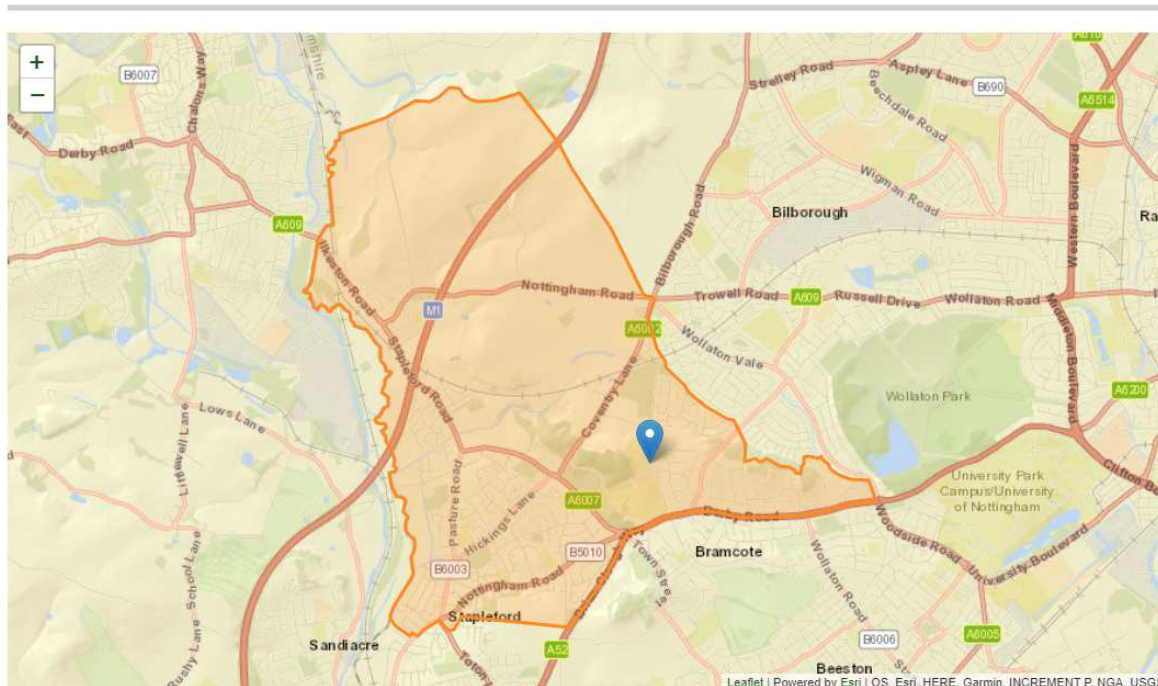 +
−
B6007
Chalons Way
East
Derby Road
A609
Ilkeston Road
M1
Nottingham Road
Stapleford Road
Lows Lane
Littlewell Lane
School Lane
Rushy Lane
Pasture Road
Hickings Lane
Coventry Lane
B6003
Nottingham Road
Stapleford
Sandiacre
A52
B5010
A6007
Town Street
Bramcote
Derby Road
A6002
Bilborough Road
Strelley Road
Aspley Lane
B690
A610
A6514
Beechdale Road
Wigman Road
Bilborough
Western Boulevard
Ra
Trowell Road
A609
Russell Drive
Wollaton Road
Wollaton Vale
Middleton Boulevard
A6200
Wollaton Park
University Park
Campus/University
of Nottingham
Clifton Bo
Woodside Road
University Boulevard
Wollaton Road
B6006
A6005
Beeston
Leaflet | Powered by Esri | OS, Esri, HERE, Garmin, INCREMENT P, NGA, USGS